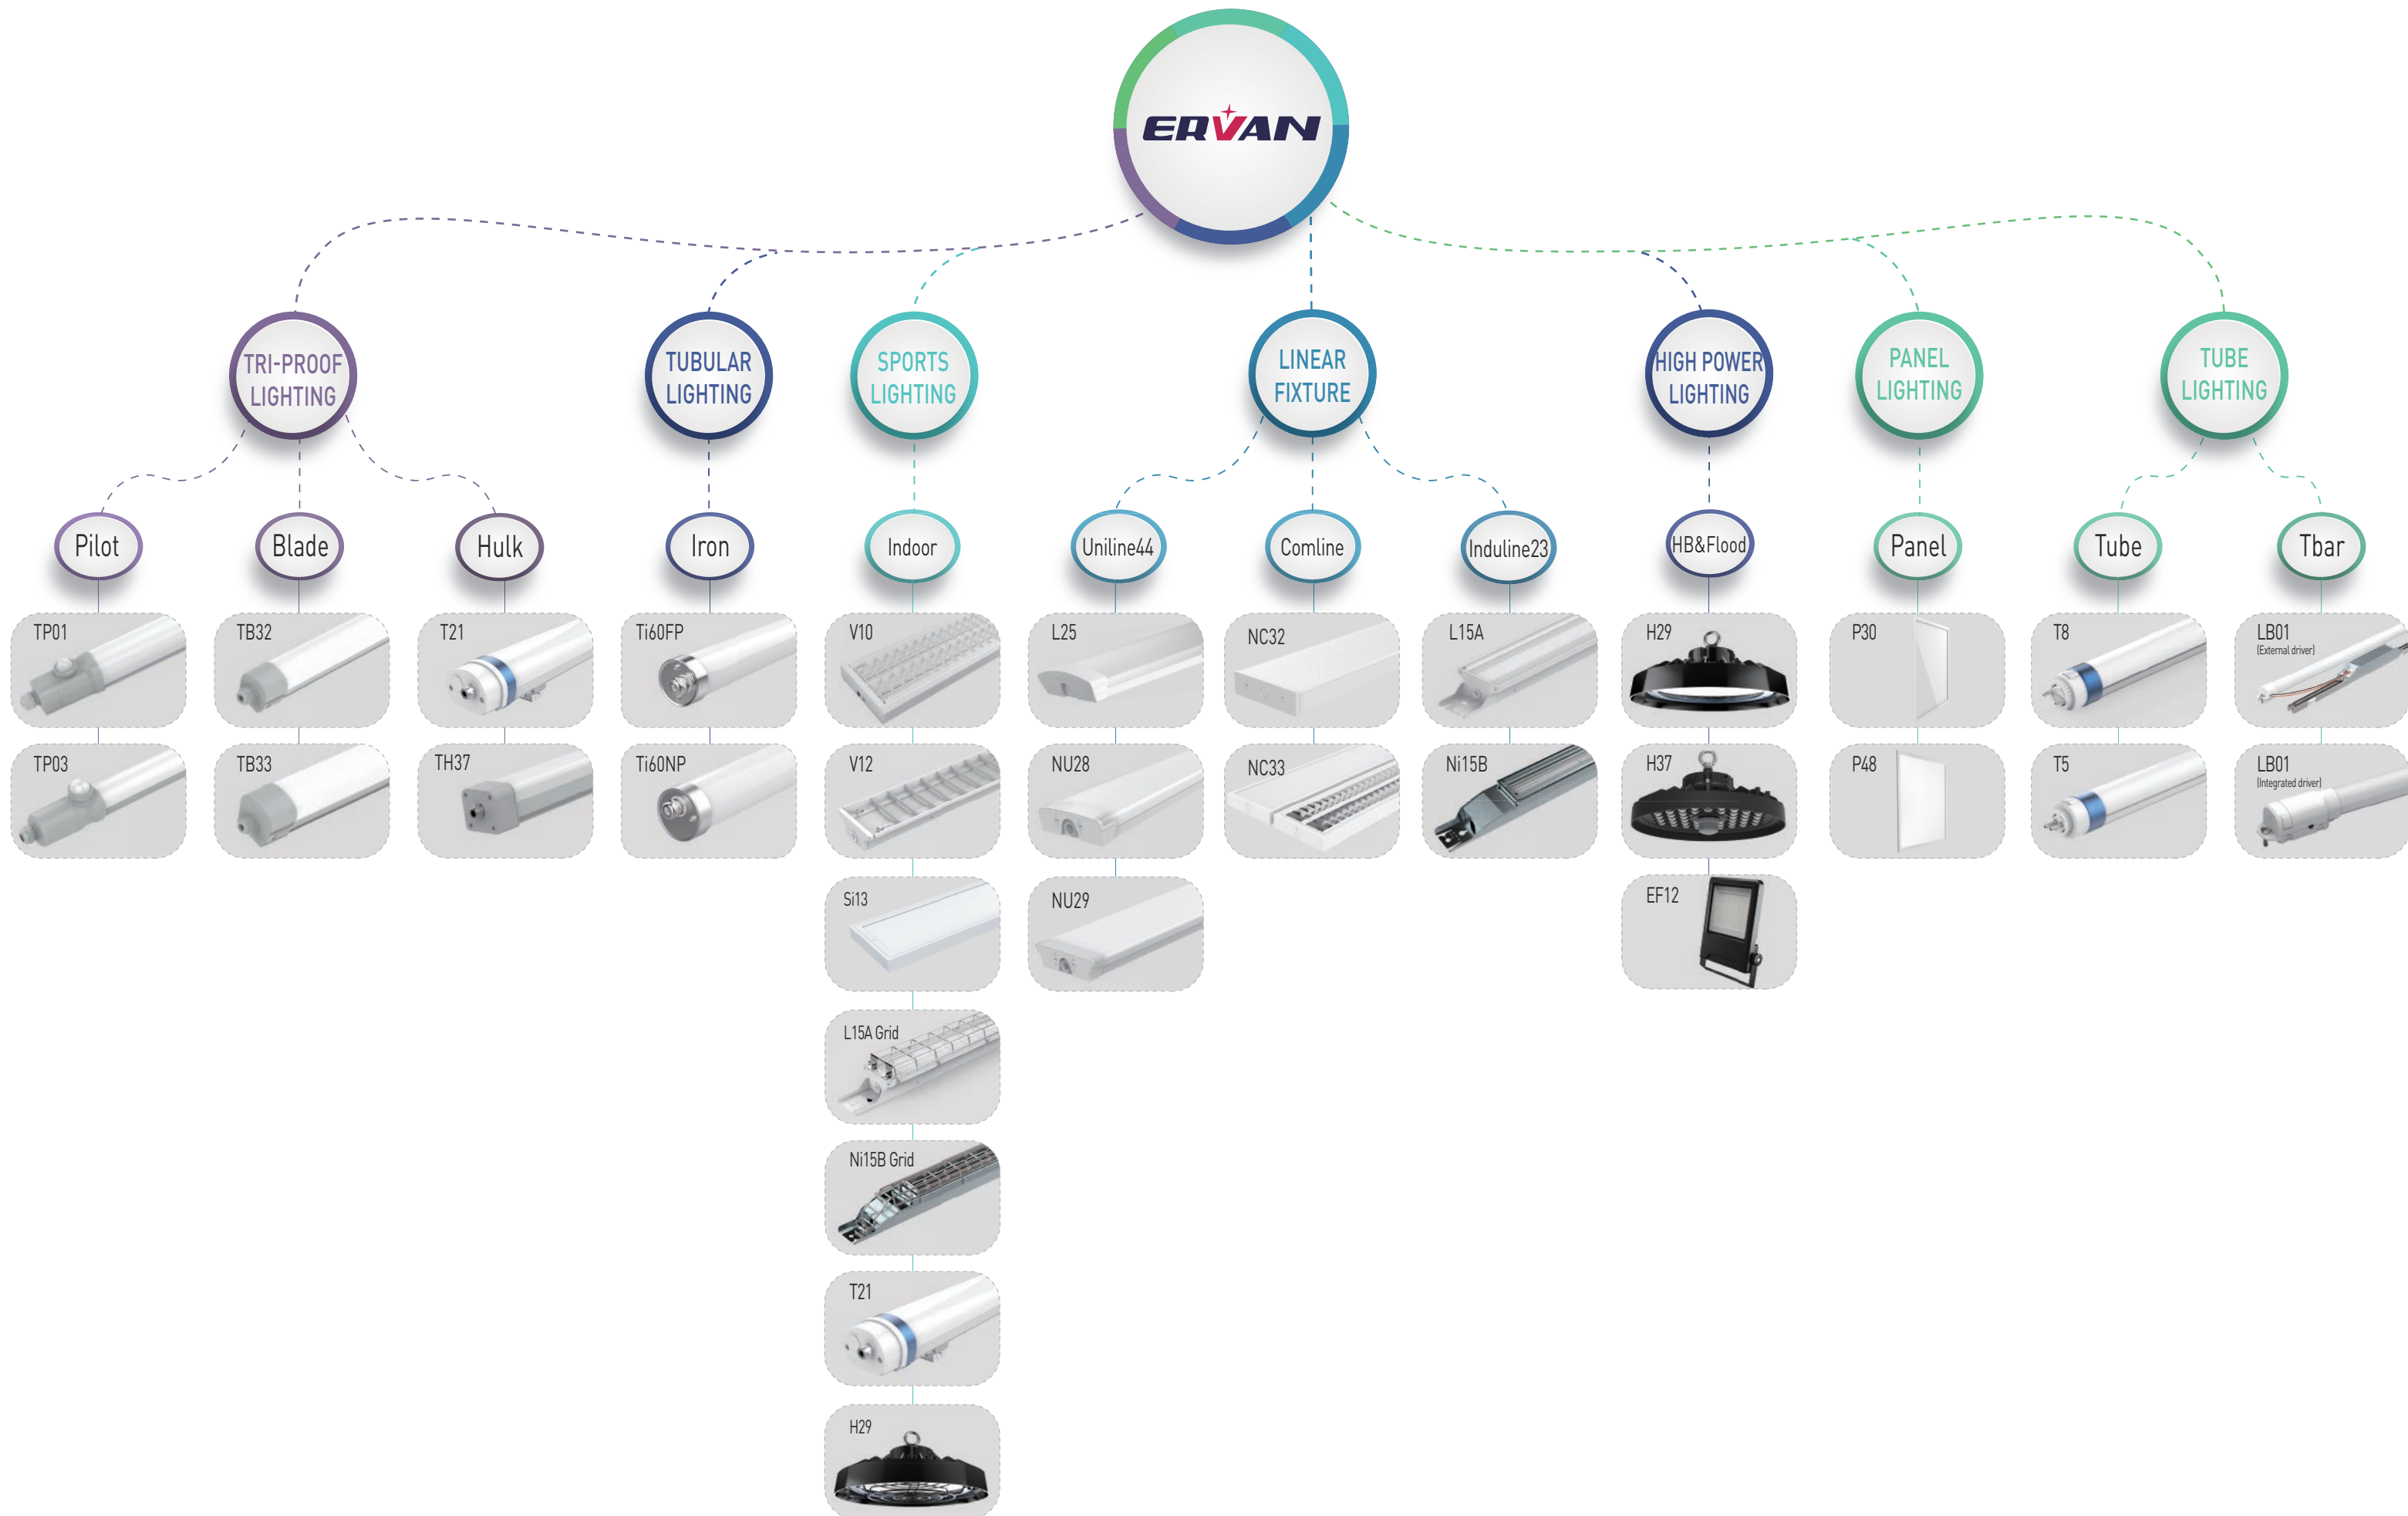 ERVAN
TRI-PROOF
LIGHTING
TUBULAR
LIGHTING
SPORTS
LIGHTING
LINEAR
FIXTURE
HIGH POWER
LIGHTING
PANEL
LIGHTING
TUBE
LIGHTING
Pilot
Blade
Hulk
Iron
Indoor
Uniline44
Comline
Induline23
HB&Flood
Panel
Tube
Tbar
TP01
TB32
T21
Ti60FP
V10
L25
NC32
L15A
H29
P30
T8
LB01
(External driver)
TP03
TB33
TH37
Ti60NP
V12
NU28
NC33
Ni15B
H37
P48
T5
LB01
(Integrated driver)
Si13
NU29
EF12
L15A Grid
Ni15B Grid
T21
H29